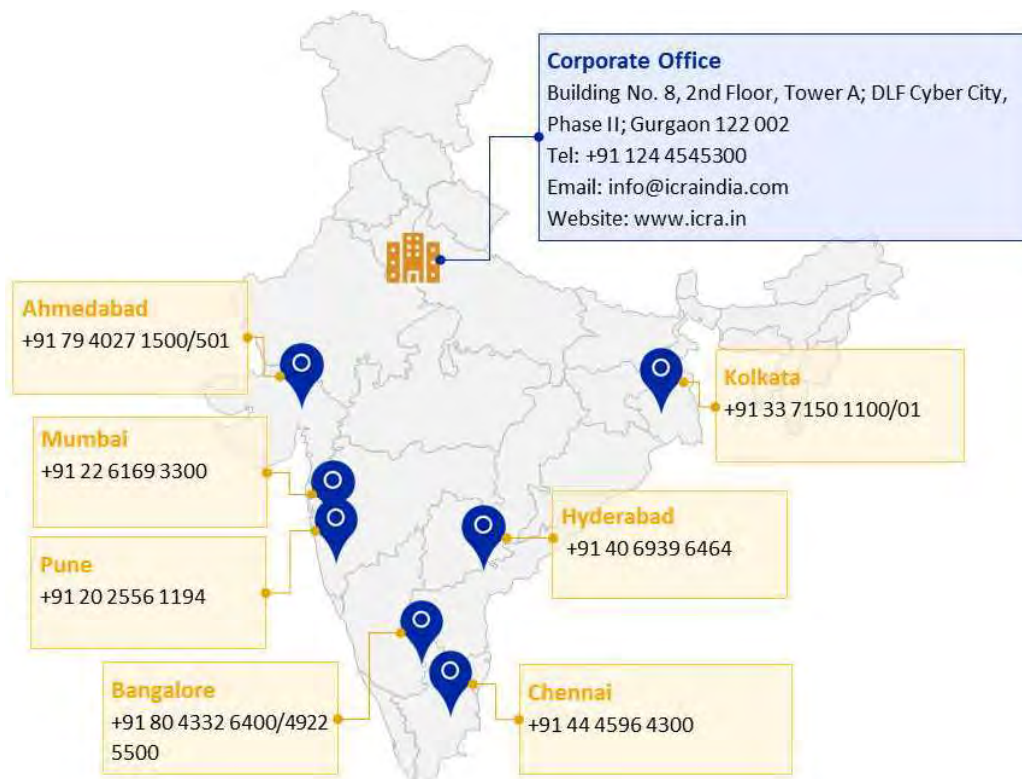 Corporate Office
Building No. 8, 2nd Floor, Tower A; DLF Cyber City,
Phase II; Gurgaon 122 002
Tel: +91 124 4545300
Email: info@icraindia.com
Website: www.icra.in
Ahmedabad
+91 79 4027 1500/501
Kolkata
+91 33 7150 1100/01
Mumbai
+91 22 6169 3300
Hyderabad
+91 40 6939 6464
Pune
+91 20 2556 1194
Bangalore
+91 80 4332 6400/4922
5500
Chennai
+91 44 4596 4300